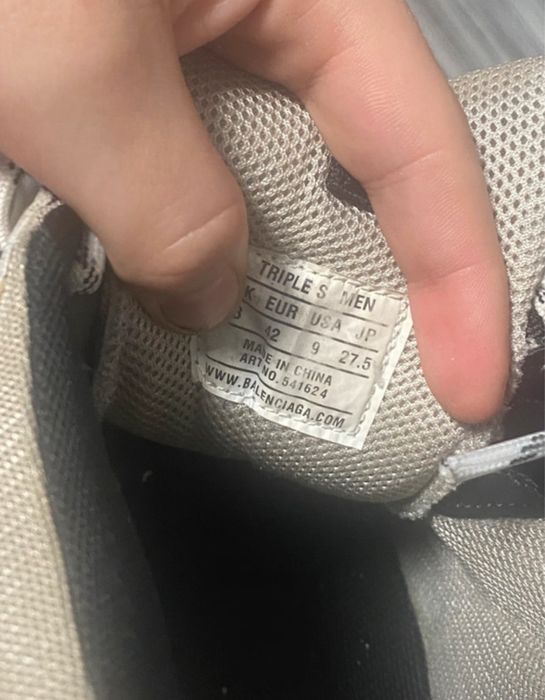 TRIPLE S MEN
K EUR USA JP
42 9 27.5
MADE IN CHINA
ART NO. 541624
WWW.BALENCIAGA.COM